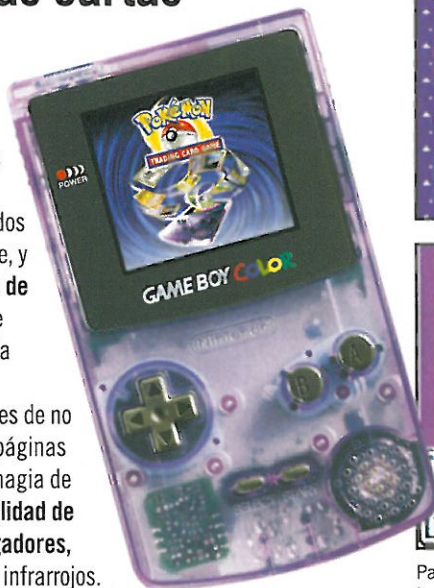 de cartas
POWER
POKéMON
TRADING CARD GAME
GAME BOY COLOR
B
A
dos
e, y
de
e
a
es de no
páginas
nagia de
lidad de
gadores,
infrarrojos.
Pa